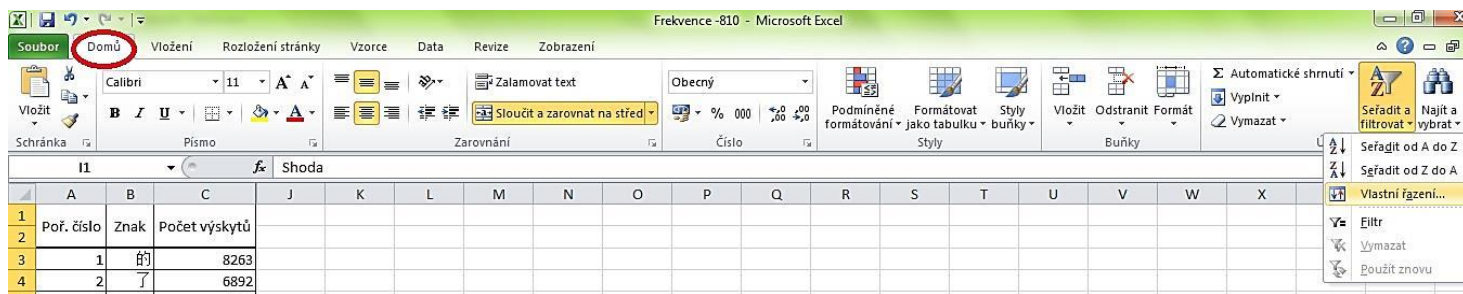 Frekvence -810 - Microsoft Excel
Soubor Domů Vložení Rozložení stránky Vzorce Data Revize Zobrazení
Vložit
Calibri 11 A A
B I U A
Schránka Písmo
Zalamovat text
Sloučit a zarovnat na střed
Zarovnání
Obecný
% 000 ,0 ,00 ,00 ,0
Číslo
Podmíněné formátování
Formátovat jako tabulku
Styly buňky
Styly
Vložit Odstranit Formát
Buňky
Σ Automatické shrnutí
Vyplnit
Vymazat
Seřadit a filtrovat
Najít a vybrat
Seřadit od A do Z
Seřadit od Z do A
Vlastní řazení...
Filtr
Vymazat
Použít znovu
I1 fx Shoda
A B C J K L M N O P Q R S T U V W X
1
2
Poř. číslo Znak Počet výskytů
3 1 的 8263
4 2 了 6892